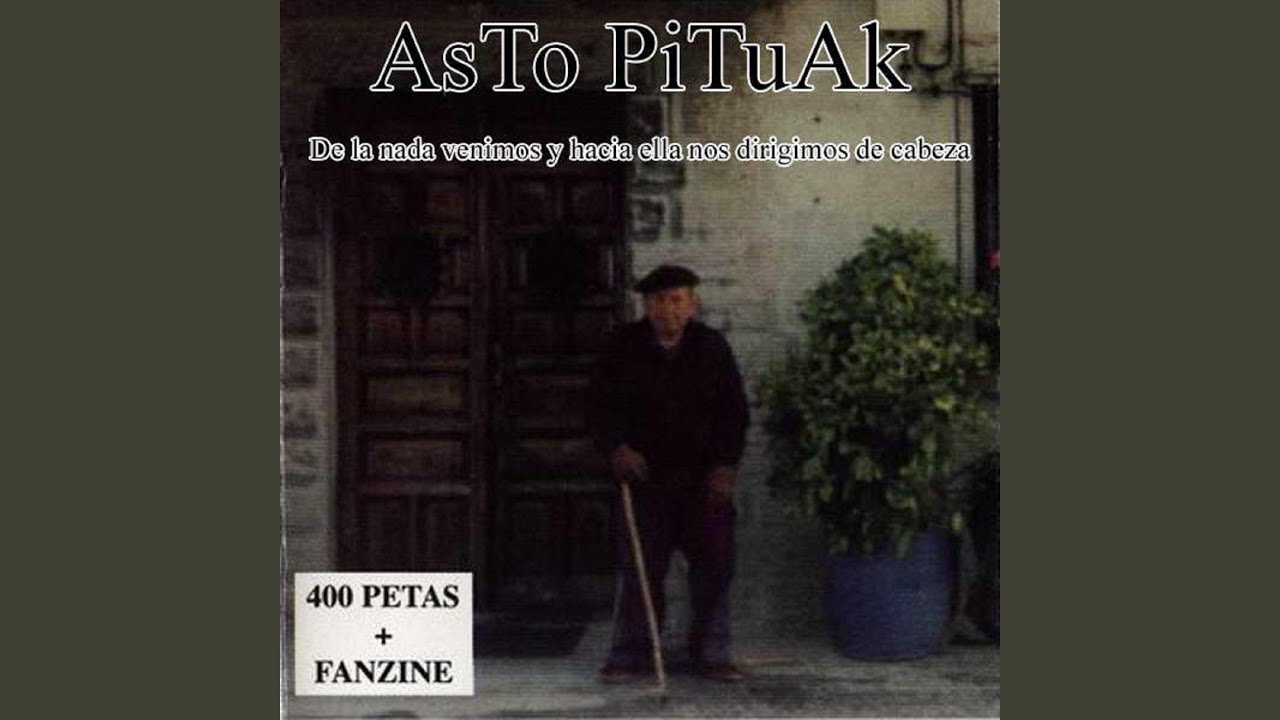 AsTo PiTuAk
De la nada venimos y hacia ella nos dirigimos de cabeza
400 PETAS
+
FANZINE